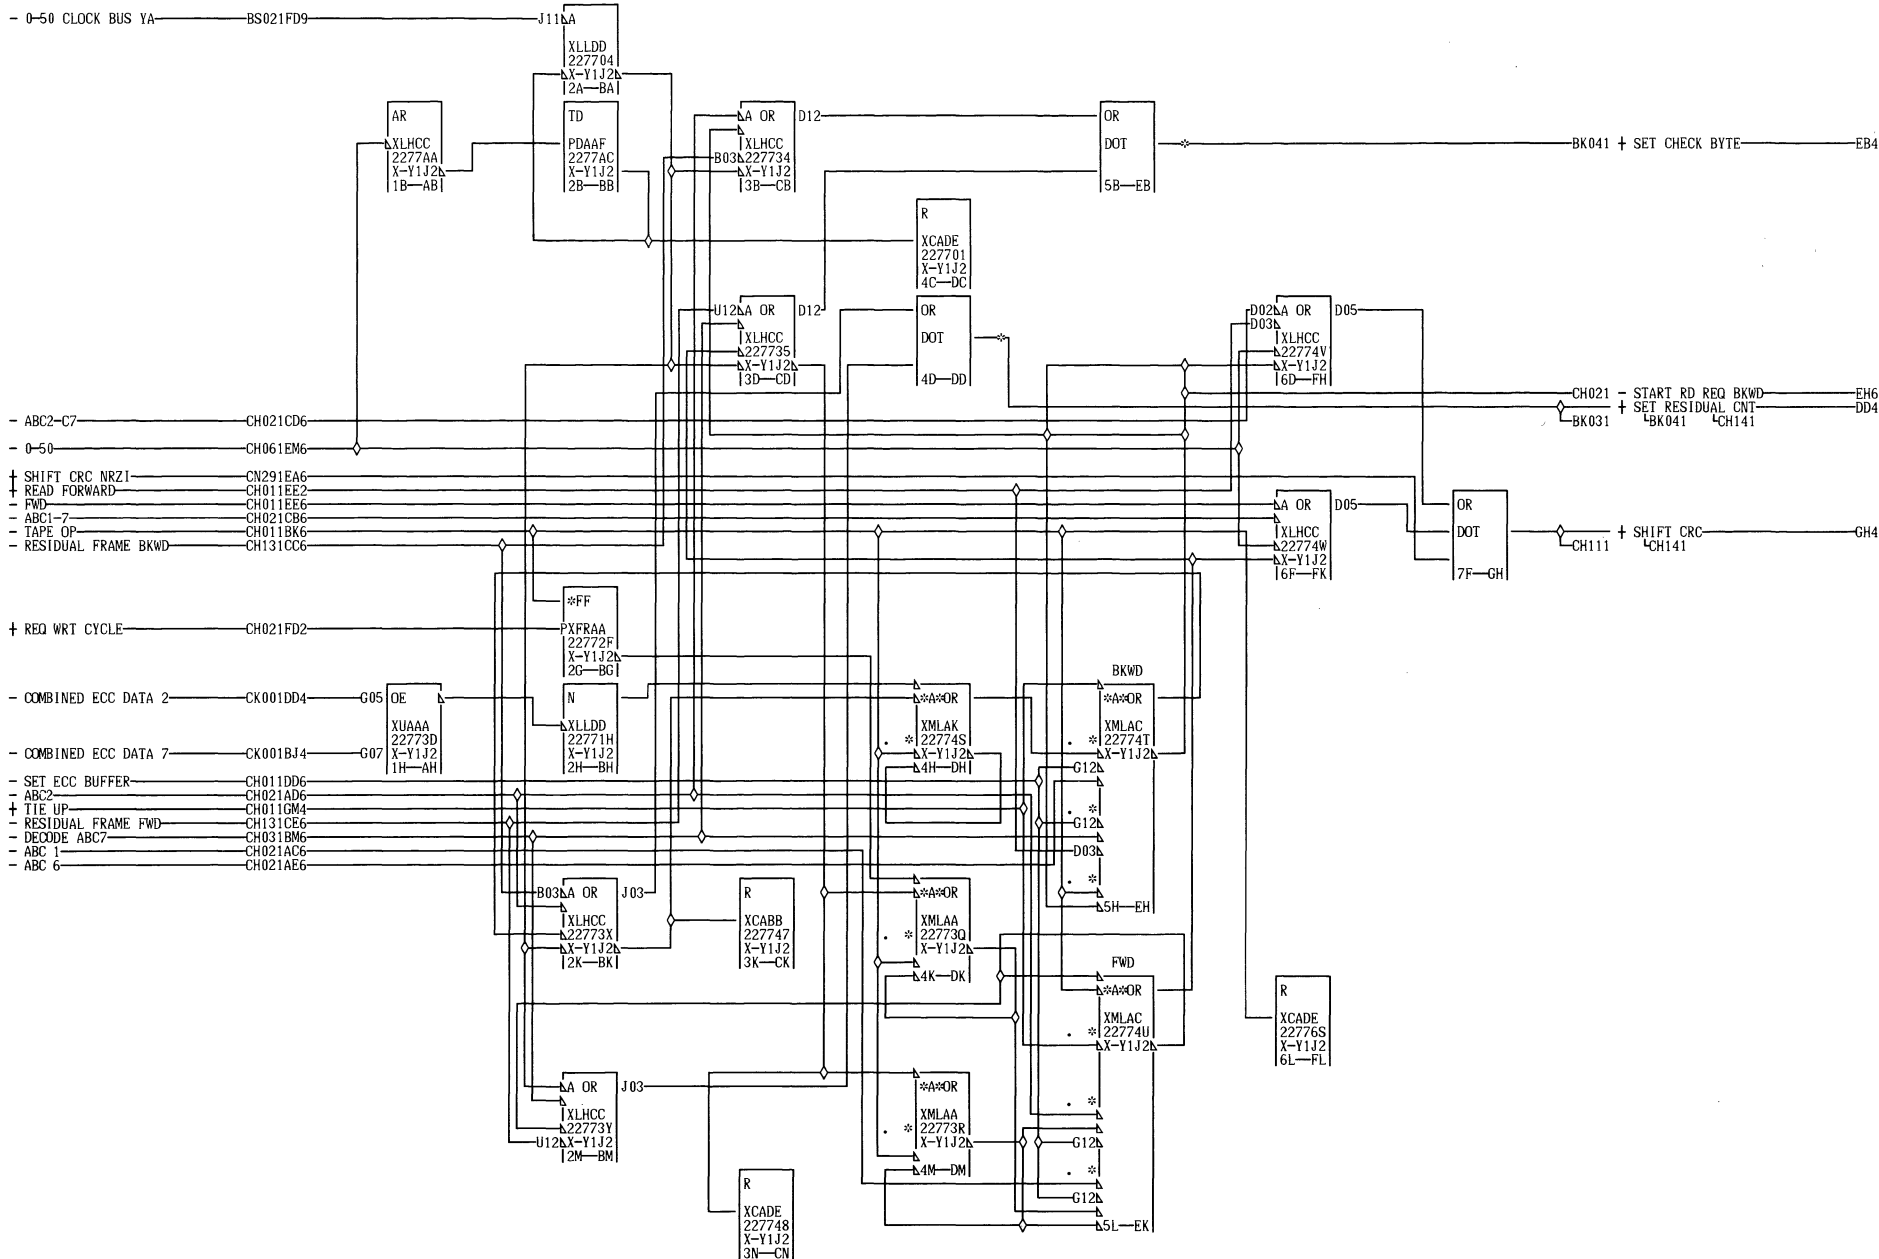 - 0-50 CLOCK BUS YA BS021FD9 J11 A
XLLDD
227704
X-Y1J2
2A BA
AR
XLHCC
2277AA
X-Y1J2
1B AB
TD
PDAAF
2277AC
X-Y1J2
2B BB
A OR D12
XLHCC
B03 227734
X-Y1J2
3B CB
OR
DOT
5B EB
* BK041 + SET CHECK BYTE EB4
R
XCADE
227701
X-Y1J2
4C DC
U12 A OR D12
XLHCC
227735
X-Y1J2
3D CD
OR
DOT *
4D DD
D02 A OR D05
D03
XLHCC
22774V
X-Y1J2
6D FH
CH021 - START RD REQ BKWD EH6
+ SET RESIDUAL CNT DD4
BK031 BK041 CH141
- ABC2-C7 CH021CD6
- 0-50 CH061EM6
+ SHIFT CRC NRZI CN291EA6
+ READ FORWARD CH011EE2
- FWD CH011EE6
- ABC1-7 CH021CB6
- TAPE OP CH011BK6
- RESIDUAL FRAME BKWD CH131CC6
A OR D05
XLHCC
22774W
X-Y1J2
6F FK
OR
DOT
7F GH
+ SHIFT CRC GH4
CH111 CH141
*FF
PXFRAA
22772F
X-Y1J2
2G BG
+ REQ WRT CYCLE CH021FD2
- COMBINED ECC DATA 2 CK001DD4 G05 OE
XUAAA
22773D
- COMBINED ECC DATA 7 CK001BJ4 G07 X-Y1J2
1H AH
N
XLLDD
22771H
X-Y1J2
2H BH
*A*OR
XMLAK
. * 22774S
X-Y1J2
4H DH
BKWD
*A*OR
XMLAC
. * 22774T
X-Y1J2
G12
. *
G12
D03
. *
5H EH
- SET ECC BUFFER CH011DD6
- ABC2 CH021AD6
+ TIE UP CH011GM4
- RESIDUAL FRAME FWD CH131CE6
- DECODE ABC7 CH031BM6
- ABC 1 CH021AC6
- ABC 6 CH021AE6
B03 A OR J03
XLHCC
22773X
X-Y1J2
2K BK
R
XCABB
227747
X-Y1J2
3K CK
*A*OR
XMLAA
. * 22773Q
X-Y1J2
4K DK
FWD
*A*OR
XMLAC
. * 22774U
X-Y1J2
. *
G12
. *
G12
5L EK
R
XCADE
22776S
X-Y1J2
6L FL
A OR J03
XLHCC
22773Y
U12 X-Y1J2
2M BM
*A*OR
XMLAA
. * 22773R
X-Y1J2
4M DM
R
XCADE
227748
X-Y1J2
3N CN